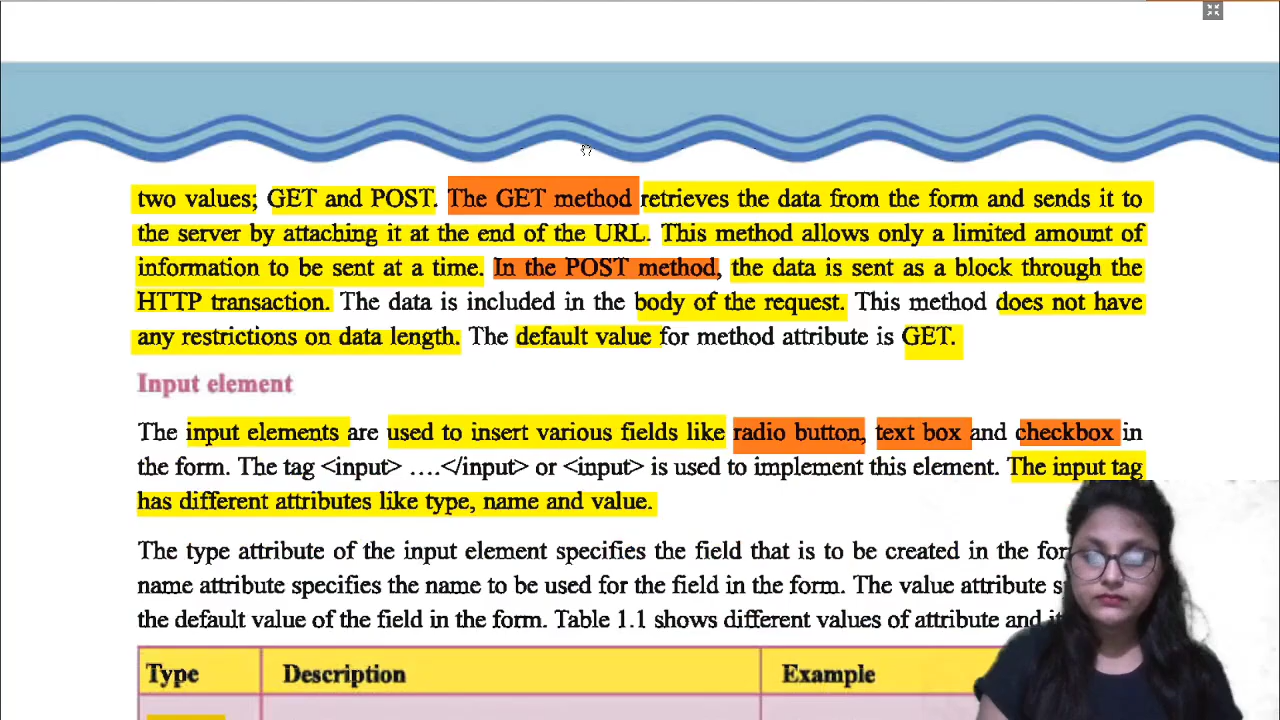 two values; GET and POST. The GET method retrieves the data from the form and sends it to
the server by attaching it at the end of the URL. This method allows only a limited amount of
information to be sent at a time. In the POST method, the data is sent as a block through the
HTTP transaction. The data is included in the body of the request. This method does not have
any restrictions on data length. The default value for method attribute is GET.
Input element
The input elements are used to insert various fields like radio button, text box and checkbox in
the form. The tag <input> ….</input> or <input> is used to implement this element. The input tag
has different attributes like type, name and value.
The type attribute of the input element specifies the field that is to be created in the
name attribute specifies the name to be used for the field in the form. The value attribute
the default value of the field in the form. Table 1.1 shows different values of attribute and
Type Description Example